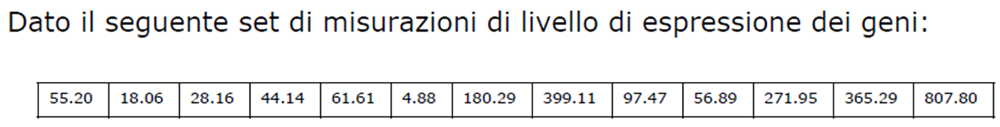 Dato il seguente set di misurazioni di livello di espressione dei geni:
55.20 18.06 28.16 44.14 61.61 4.88 180.29 399.11 97.47 56.89 271.95 365.29 807.80